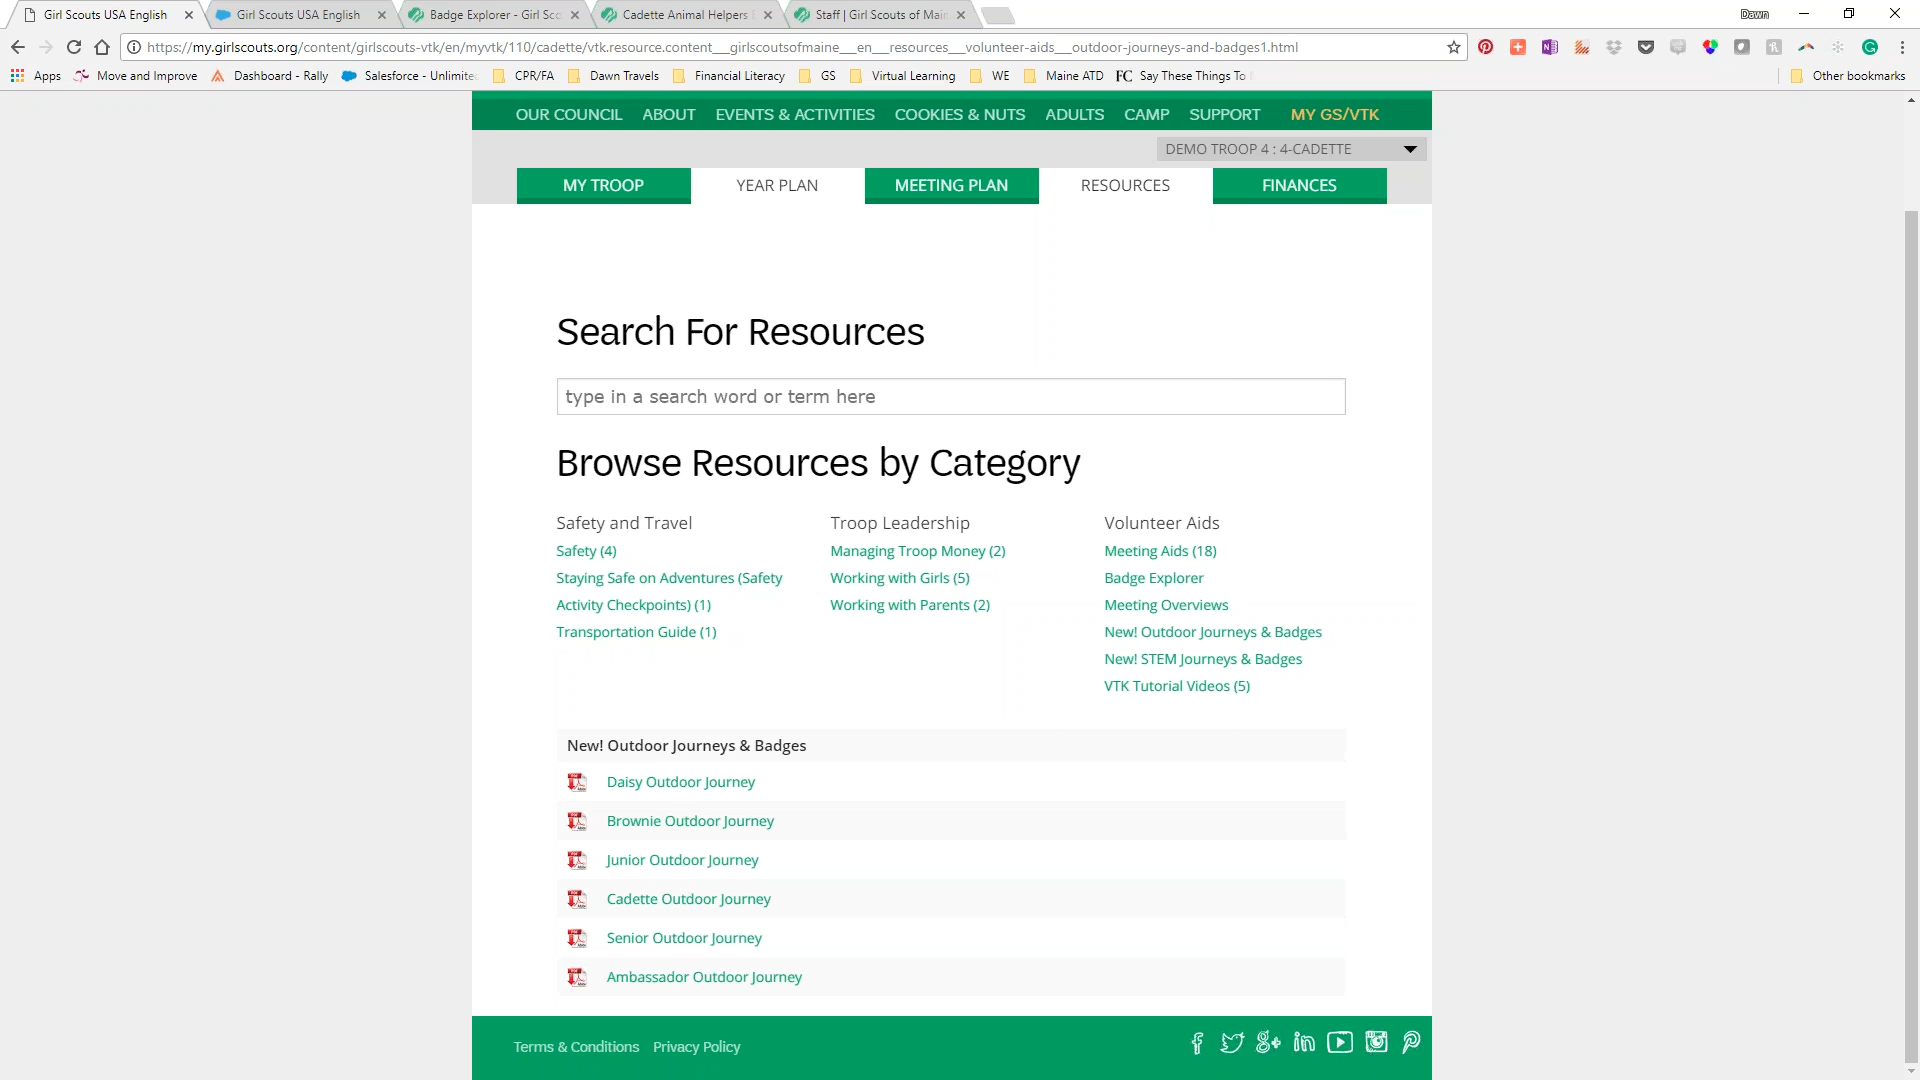 Girl Scouts USA English
Girl Scouts USA English
Badge Explorer - Girl Sco
Cadette Animal Helpers
Staff | Girl Scouts of Main
Dawn
https://my.girlscouts.org/content/girlscouts-vtk/en/myvtk/110/cadette/vtk.resource.content___girlscoutsofmaine__en__resources__volunteer-aids__outdoor-journeys-and-badges1.html
Apps Move and Improve Dashboard - Rally Salesforce - Unlimite CPR/FA Dawn Travels Financial Literacy GS Virtual Learning WE Maine ATD FC Say These Things To Other bookmarks
OUR COUNCIL ABOUT EVENTS & ACTIVITIES COOKIES & NUTS ADULTS CAMP SUPPORT MY GS/VTK
DEMO TROOP 4 : 4-CADETTE
MY TROOP YEAR PLAN MEETING PLAN RESOURCES FINANCES
Search For Resources
type in a search word or term here
Browse Resources by Category
Safety and Travel
Safety (4)
Staying Safe on Adventures (Safety
Activity Checkpoints) (1)
Transportation Guide (1)
Troop Leadership
Managing Troop Money (2)
Working with Girls (5)
Working with Parents (2)
Volunteer Aids
Meeting Aids (18)
Badge Explorer
Meeting Overviews
New! Outdoor Journeys & Badges
New! STEM Journeys & Badges
VTK Tutorial Videos (5)
New! Outdoor Journeys & Badges
Daisy Outdoor Journey
Brownie Outdoor Journey
Junior Outdoor Journey
Cadette Outdoor Journey
Senior Outdoor Journey
Ambassador Outdoor Journey
Terms & Conditions Privacy Policy